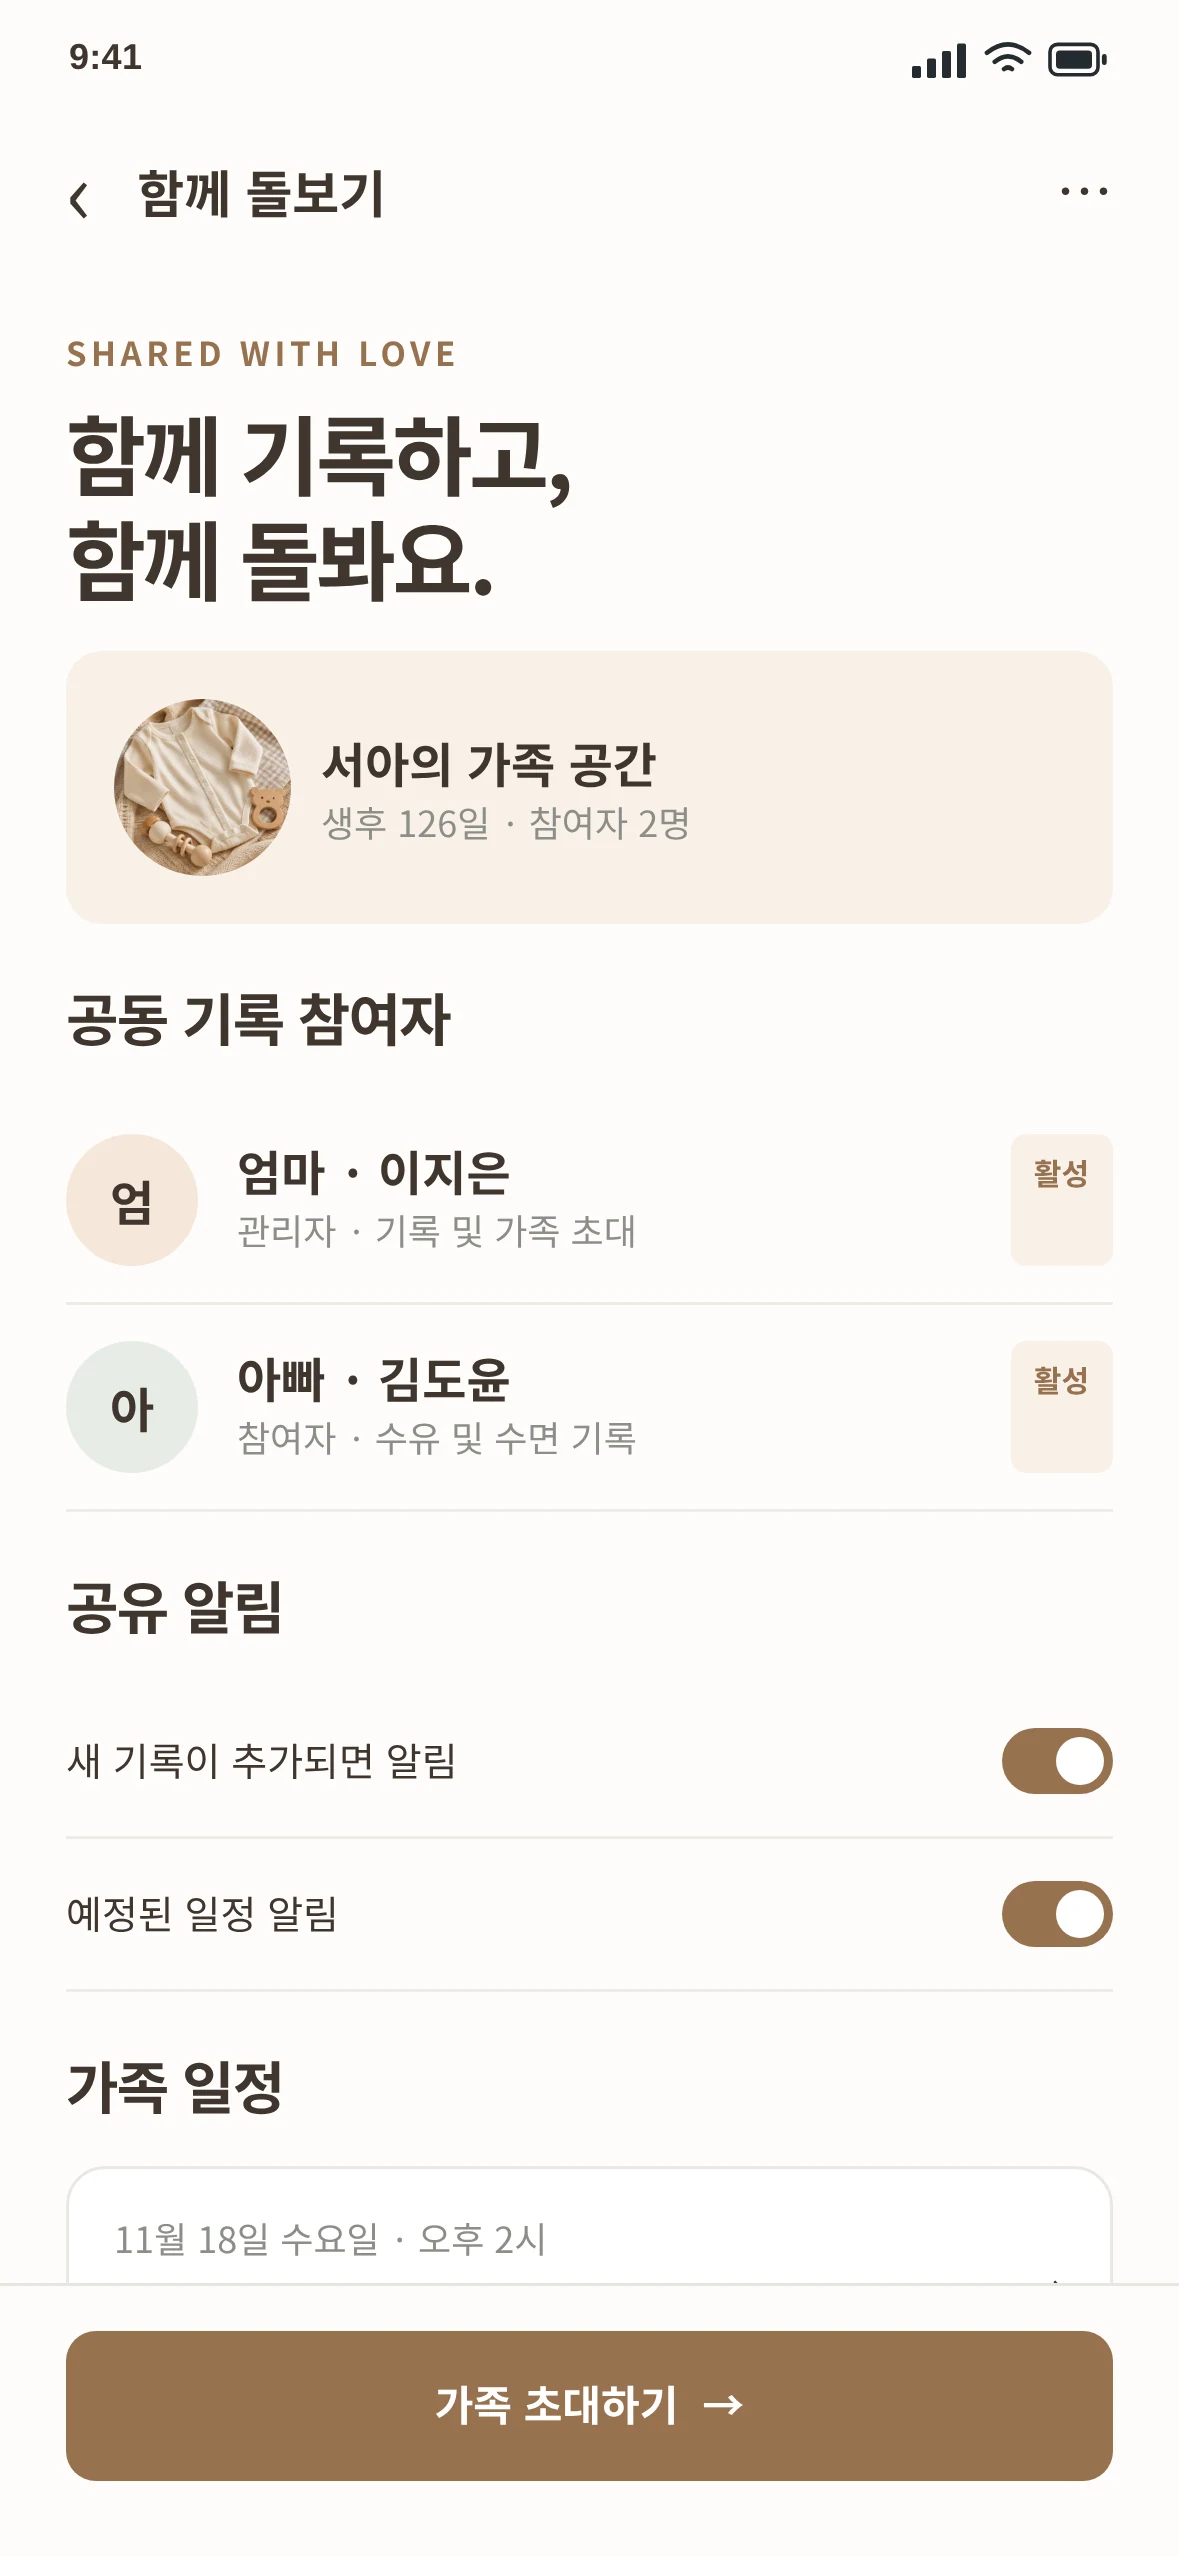 9:41
함께 돌보기
SHARED WITH LOVE
함께 기록하고,
함께 돌봐요.
서아의 가족 공간
생후 126일 · 참여자 2명
공동 기록 참여자
엄
엄마 · 이지은
관리자 · 기록 및 가족 초대
활성
아
아빠 · 김도윤
참여자 · 수유 및 수면 기록
활성
공유 알림
새 기록이 추가되면 알림
예정된 일정 알림
가족 일정
11월 18일 수요일 · 오후 2시
가족 초대하기 →